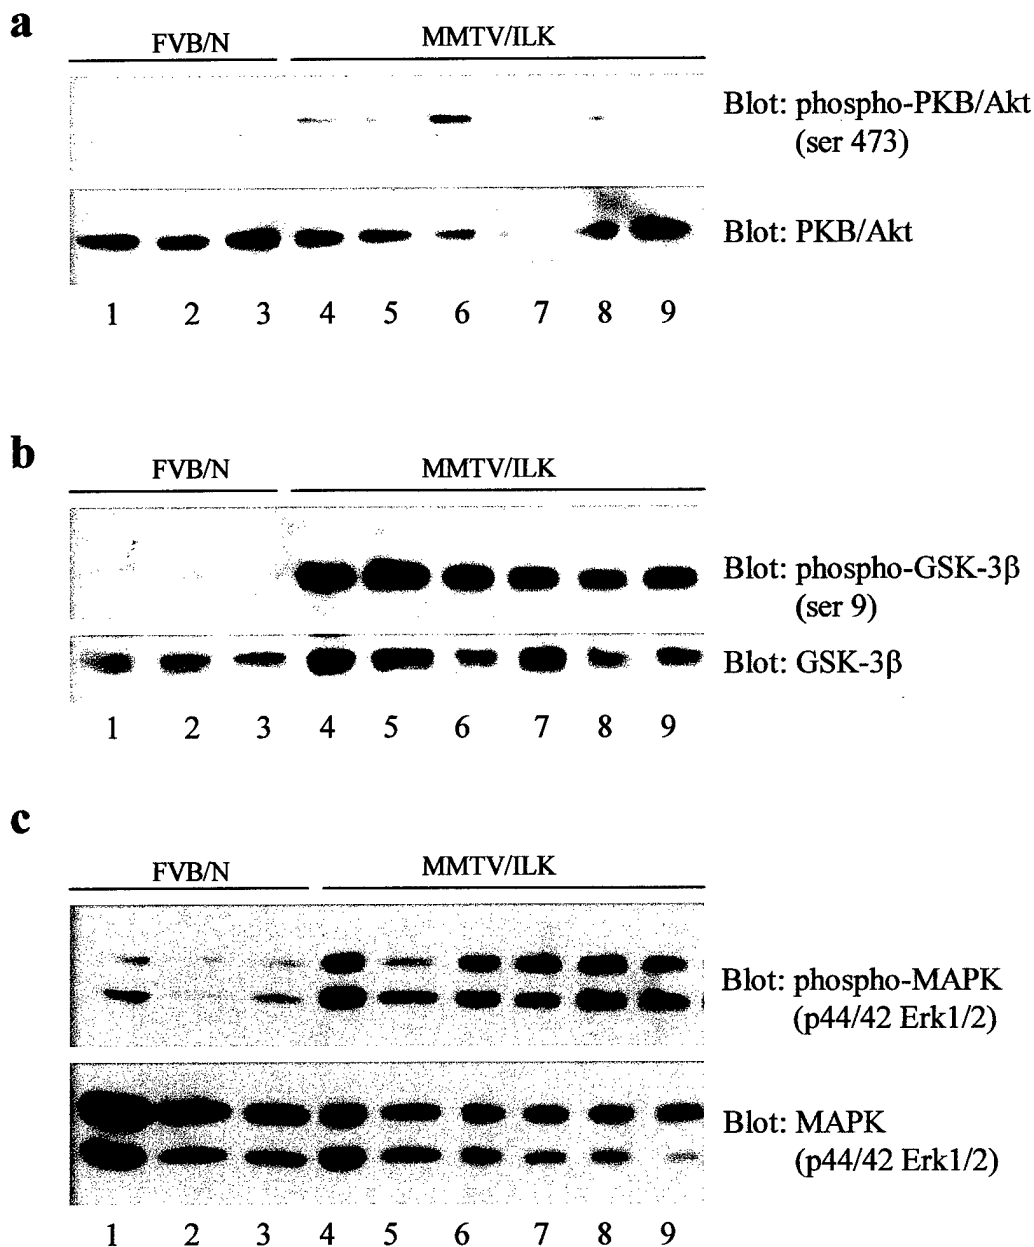 a
FVB/N MMTV/ILK
Blot: phospho-PKB/Akt
(ser 473)
Blot: PKB/Akt
1 2 3 4 5 6 7 8 9
b
FVB/N MMTV/ILK
Blot: phospho-GSK-3β
(ser 9)
Blot: GSK-3β
1 2 3 4 5 6 7 8 9
c
FVB/N MMTV/ILK
Blot: phospho-MAPK
(p44/42 Erk1/2)
Blot: MAPK
(p44/42 Erk1/2)
1 2 3 4 5 6 7 8 9